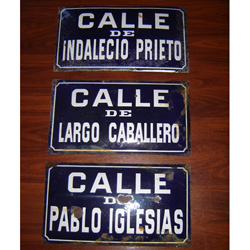 CALLE
DE
iNDALECIO PRIETO
CALLE
DE
LARGO CABALLERO
CALLE
DE
PABLO IGLESIAS